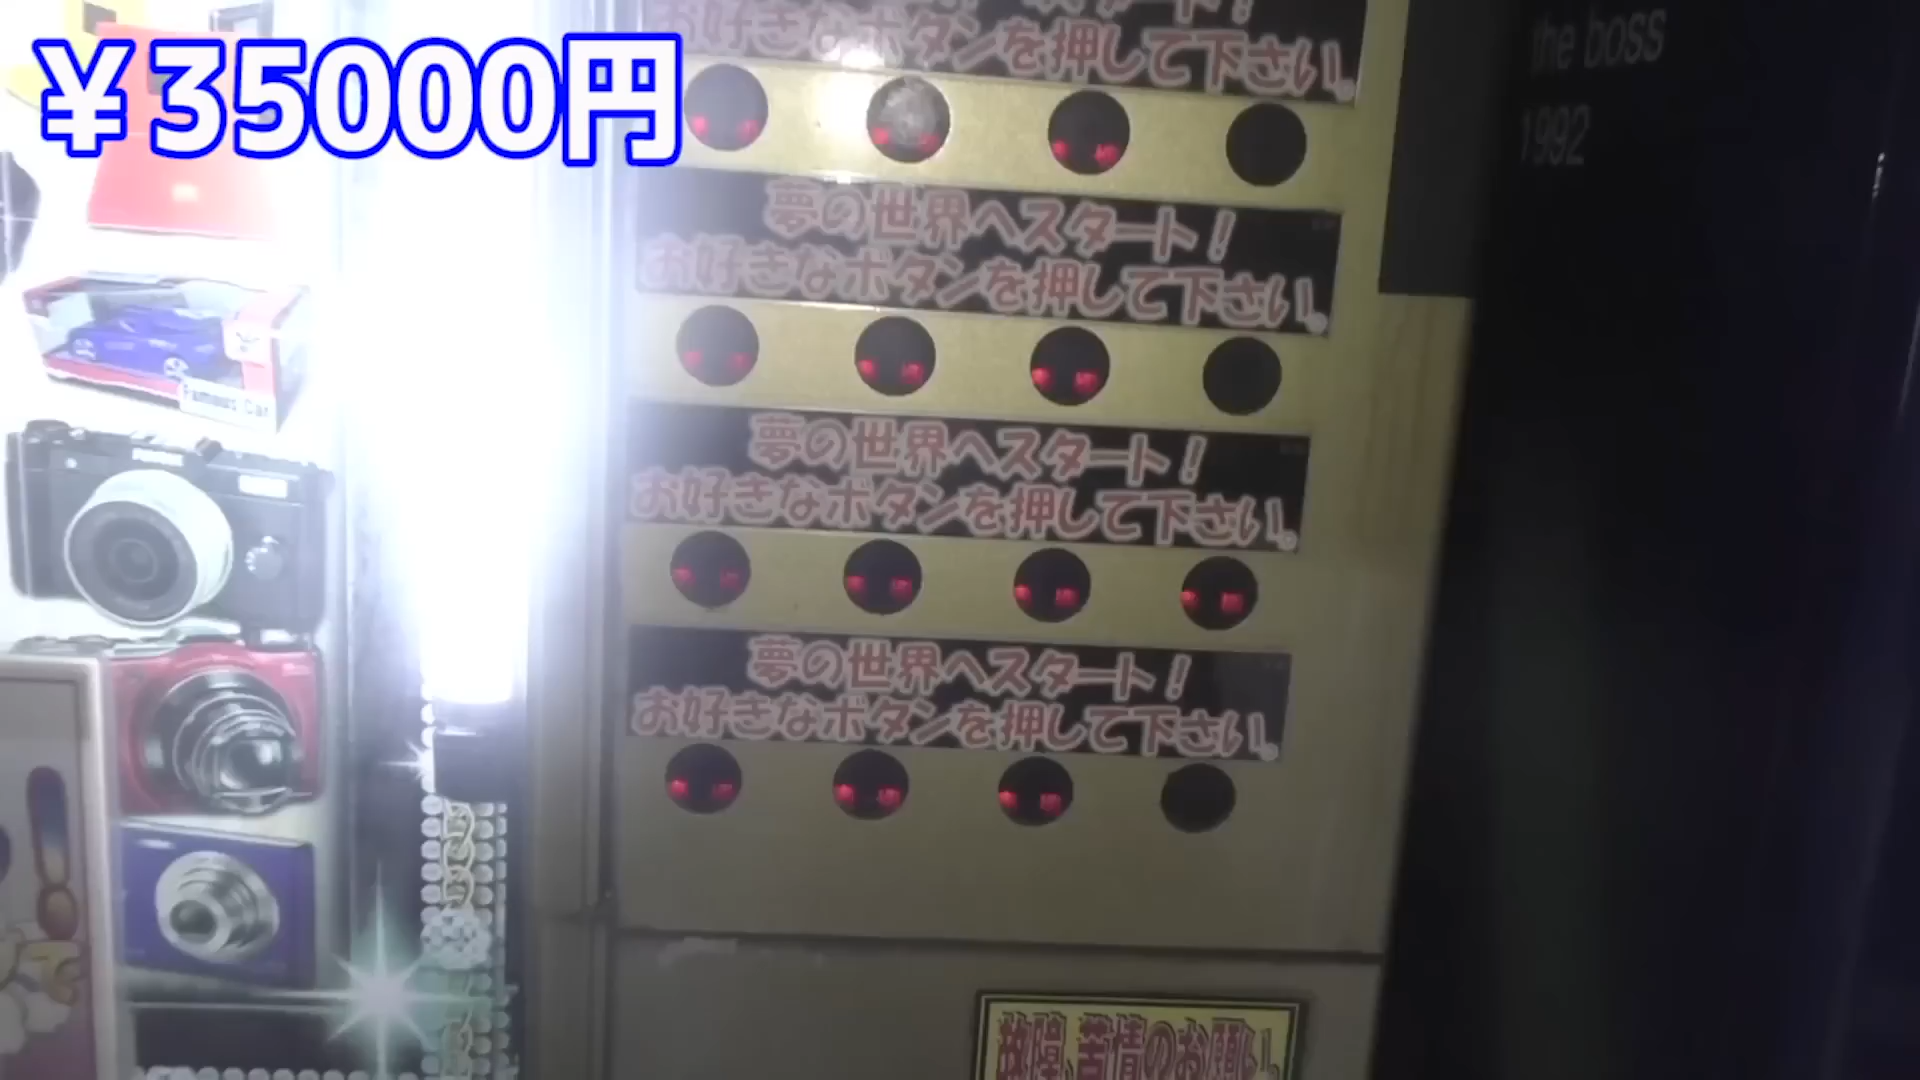 ¥35000円
お好きなボタンを押して下さい。
the boss
1992
夢の世界へスタート!
お好きなボタンを押して下さい。
夢の世界へスタート!
お好きなボタンを押して下さい。
夢の世界へスタート!
お好きなボタンを押して下さい。
Famous Car
故障、苦情のお願い